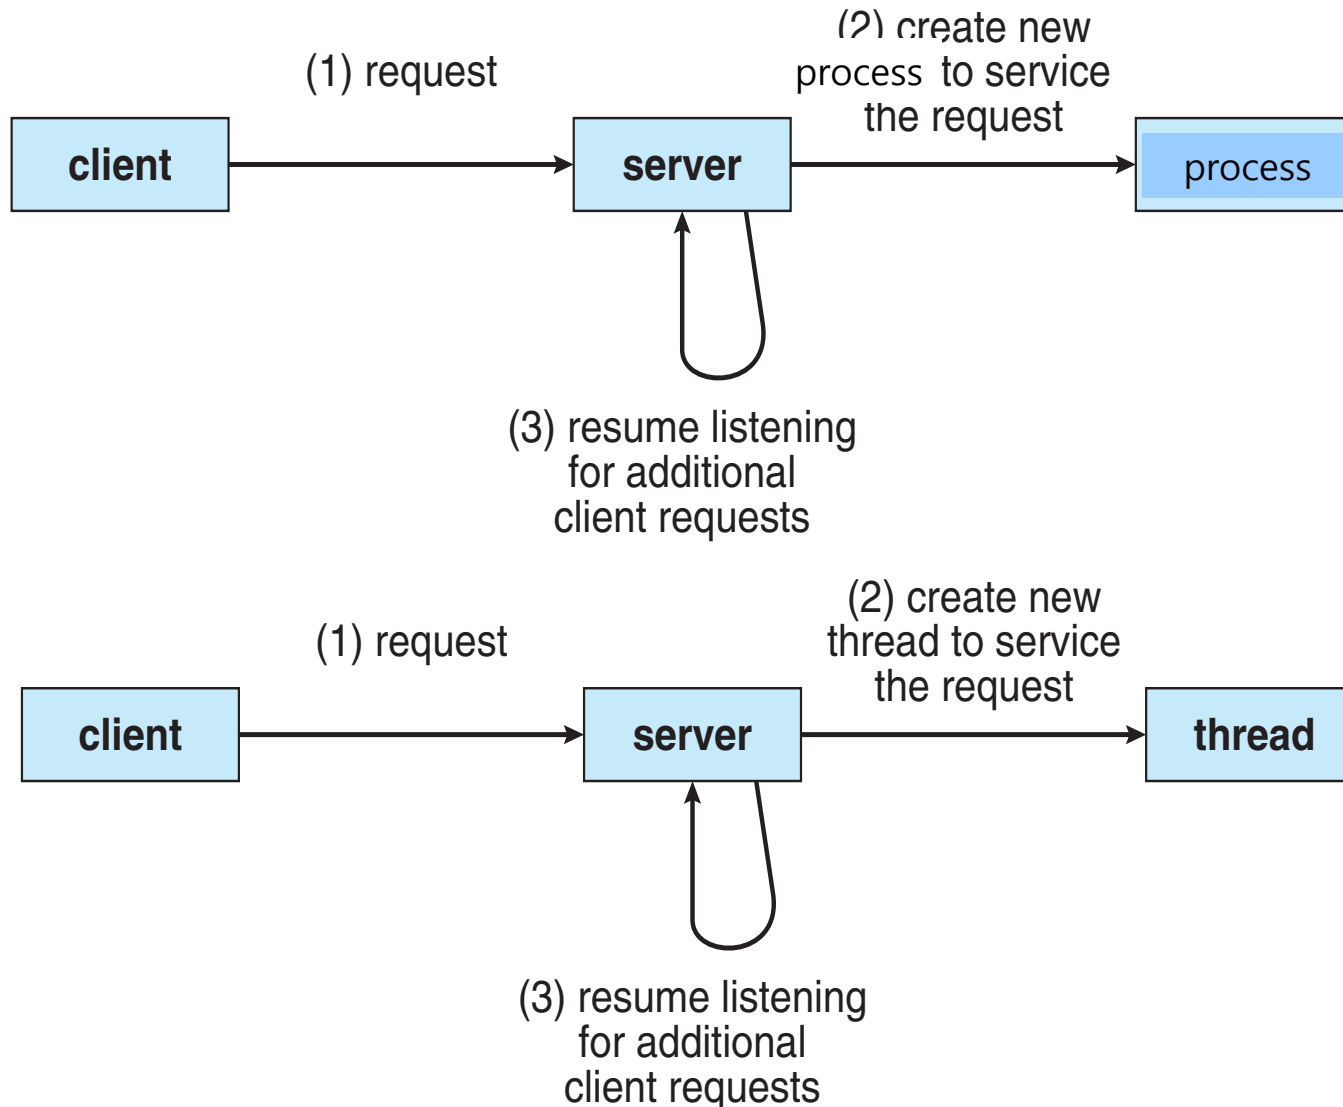 (1) request
(2) create new
process to service
the request
client
server
process
(3) resume listening
for additional
client requests
(1) request
(2) create new
thread to service
the request
client
server
thread
(3) resume listening
for additional
client requests